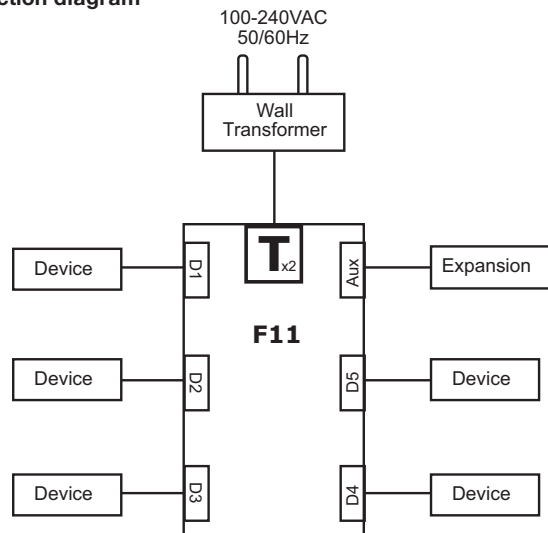 ction diagram
100-240VAC
50/60Hz
Wall
Transformer
T x2
Device
D1
Aux
Expansion
F11
Device
D2
D5
Device
Device
D3
D4
Device